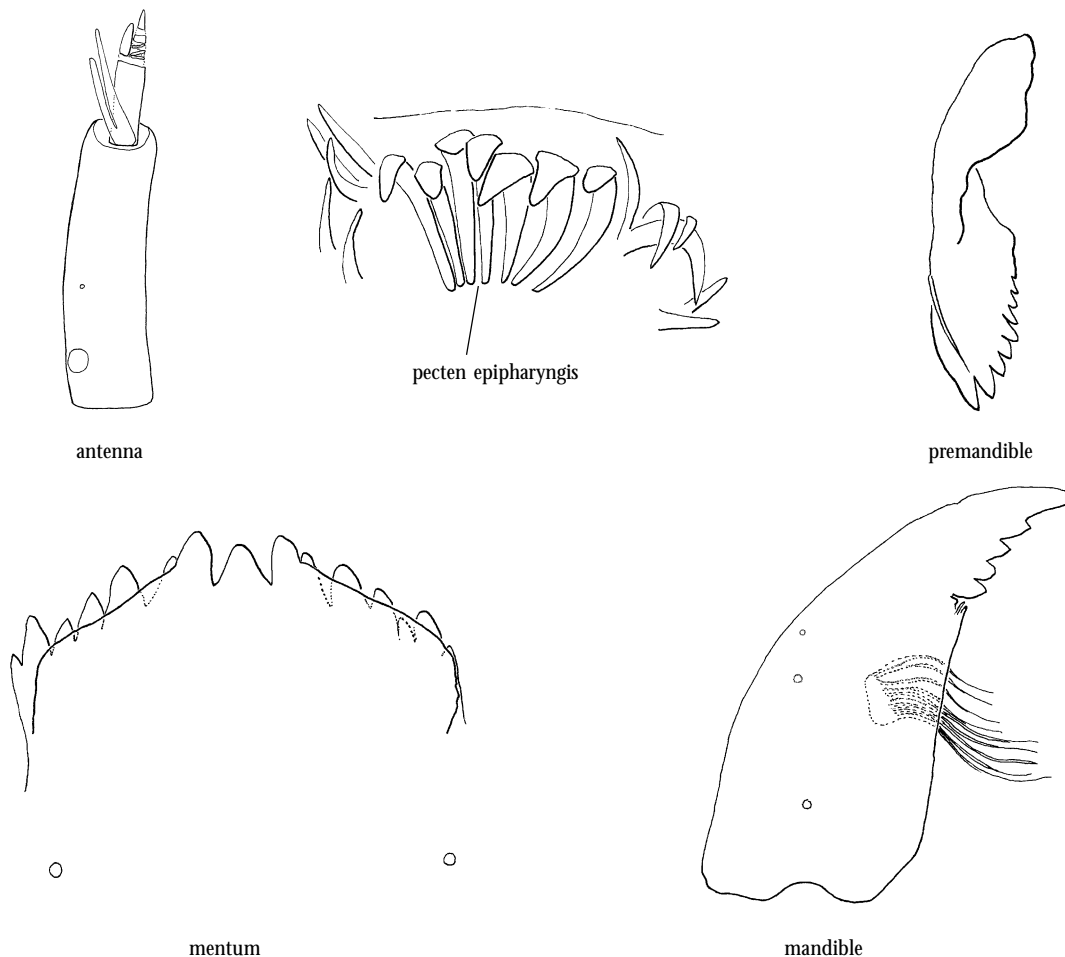 pecten epipharyngis
antenna
premandible
mentum
mandible